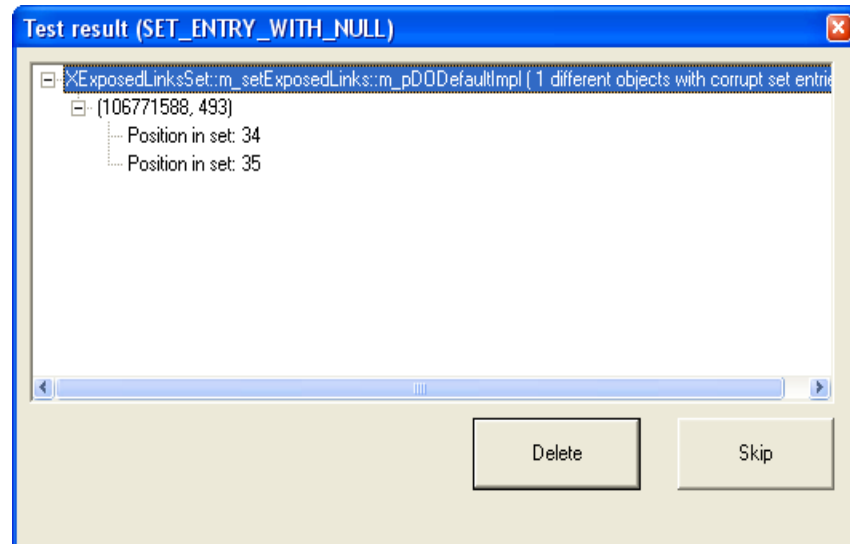 Test result (SET_ENTRY_WITH_NULL)
XExposedLinksSet::m_setExposedLinks::m_pDODefaultImpl ( 1 different objects with corrupt set entrie
(106771588, 493)
Position in set: 34
Position in set: 35
Delete Skip